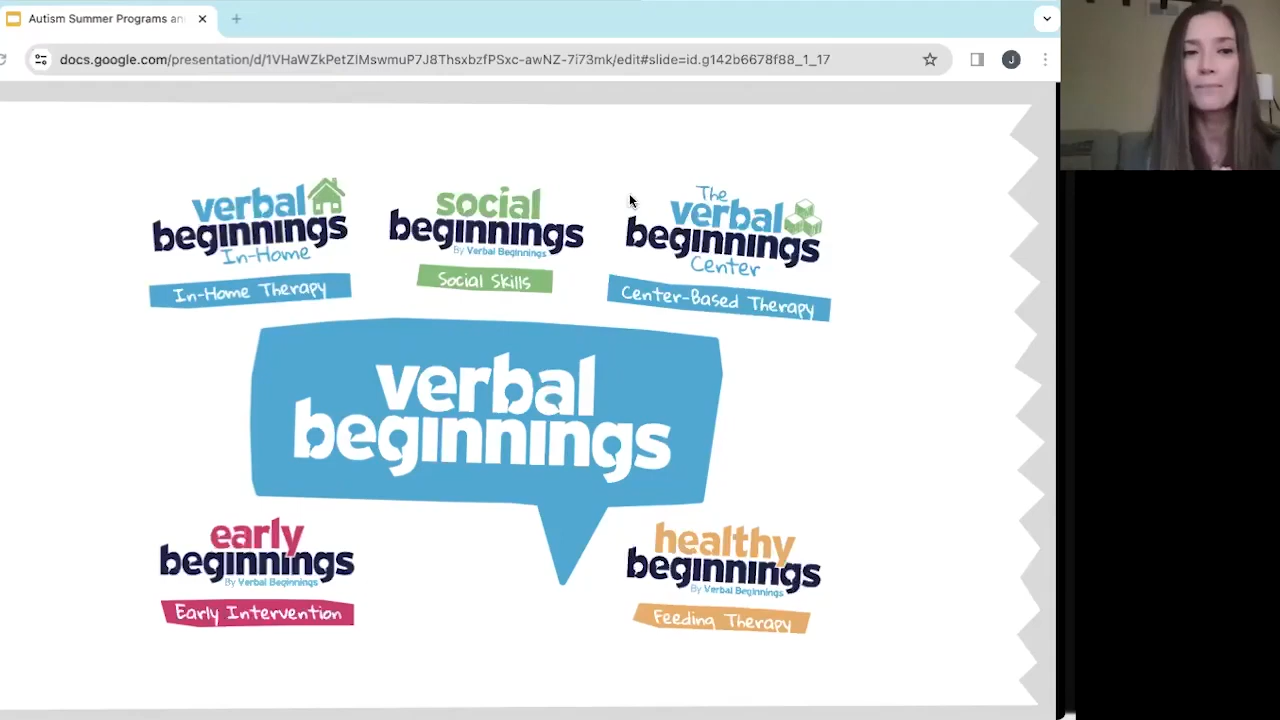 Autism Summer Programs an
docs.google.com/presentation/d/1VHaWZkPetZIMswmuP7J8ThsxbzfPSxc-awNZ-7i73mk/edit#slide=id.g142b6678f88_1_17
J
verbal
beginnings
In-Home
In-Home Therapy
social
beginnings
By Verbal Beginnings
Social Skills
The
verbal
beginnings
Center
Center-Based Therapy
verbal
beginnings
early
beginnings
By Verbal Beginnings
Early Intervention
healthy
beginnings
By Verbal Beginnings
Feeding Therapy